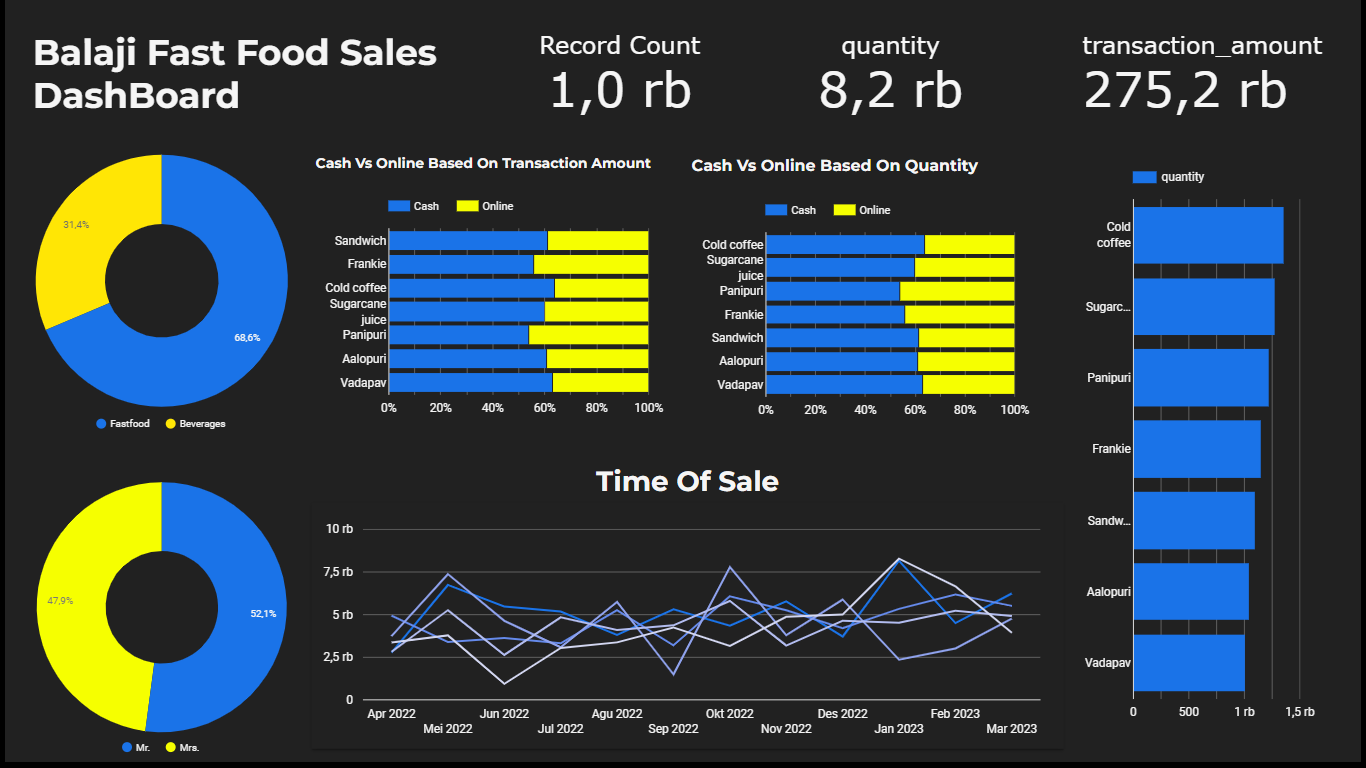 Balaji Fast Food Sales
DashBoard
Record Count
1,0 rb
quantity
8,2 rb
transaction_amount
275,2 rb
31,4%
68,6%
Fastfood
Beverages
Cash Vs Online Based On Transaction Amount
Cash
Online
Sandwich
Frankie
Cold coffee
Sugarcane
juice
Panipuri
Aalopuri
Vadapav
0%
20%
40%
60%
80%
100%
Cash Vs Online Based On Quantity
Cash
Online
Cold coffee
Sugarcane
juice
Panipuri
Frankie
Sandwich
Aalopuri
Vadapav
0%
20%
40%
60%
80%
100%
quantity
Cold
coffee
Sugarc...
Panipuri
Frankie
Sandw...
Aalopuri
Vadapav
0
500
1 rb
1,5 rb
47,9%
52,1%
Mr.
Mrs.
Time Of Sale
10 rb
7,5 rb
5 rb
2,5 rb
0
Apr 2022
Mei 2022
Jun 2022
Jul 2022
Agu 2022
Sep 2022
Okt 2022
Nov 2022
Des 2022
Jan 2023
Feb 2023
Mar 2023